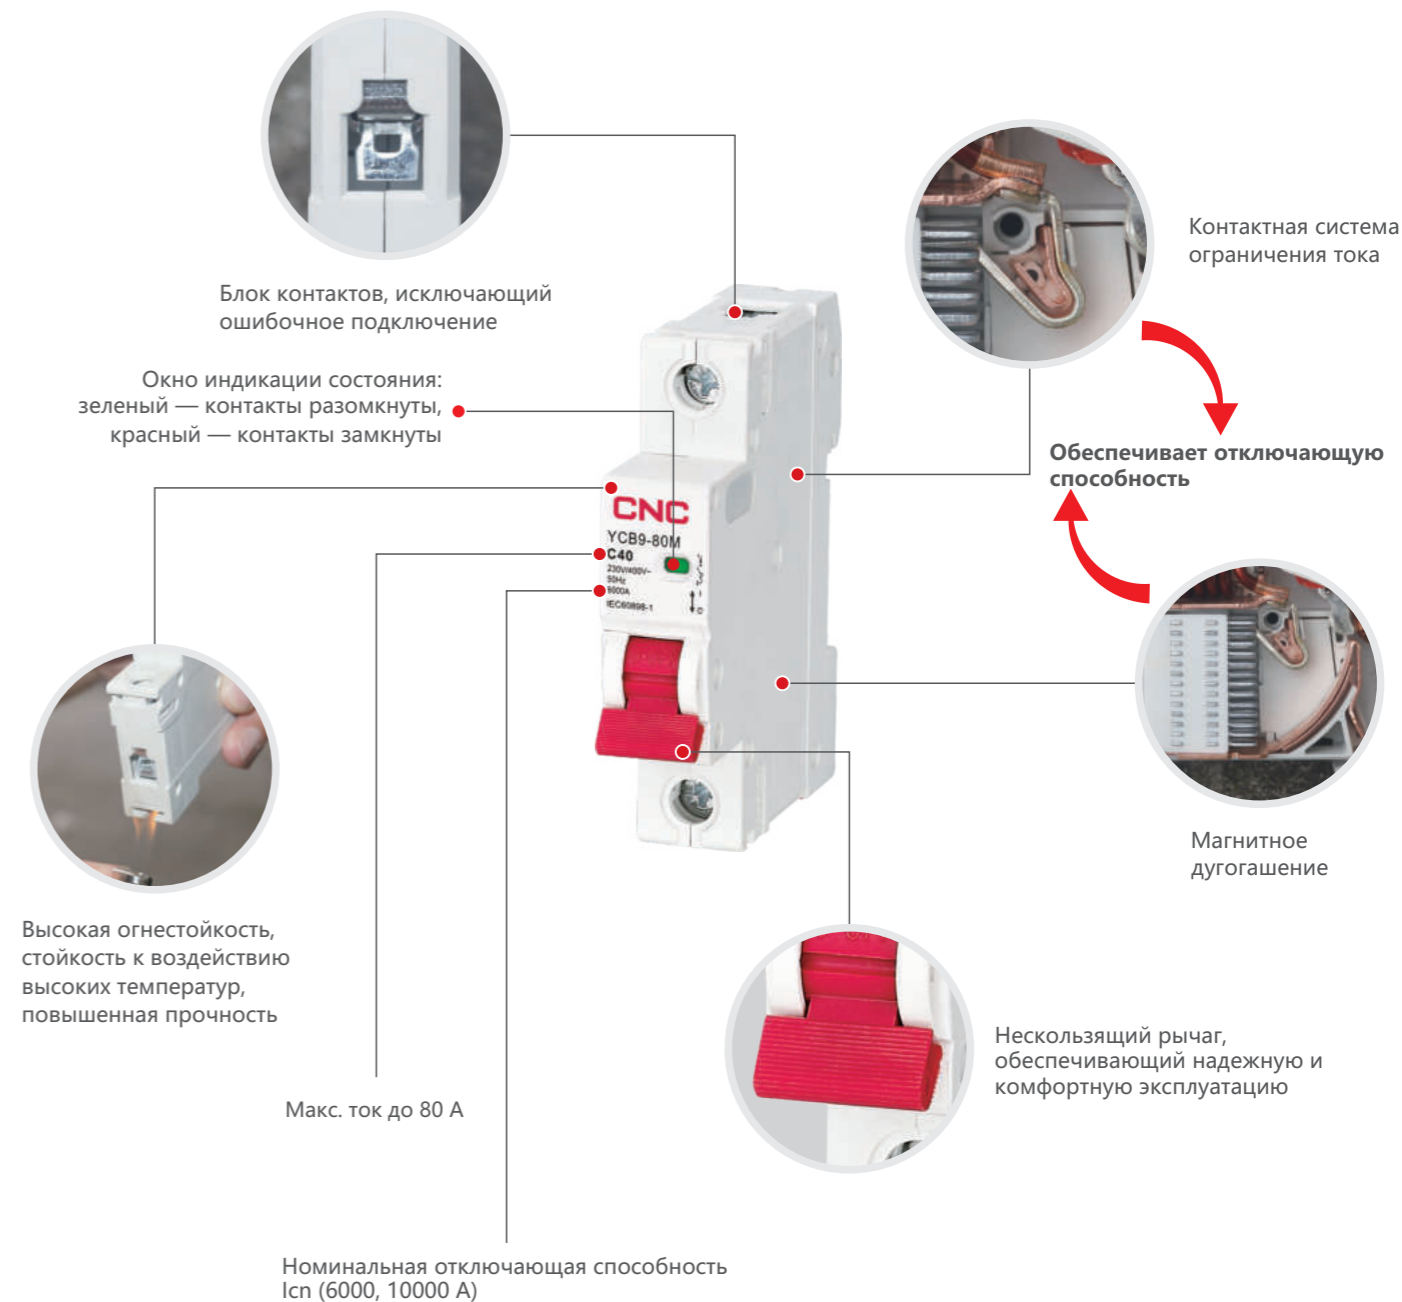 Блок контактов, исключающий
ошибочное подключение
Контактная система
ограничения тока
Окно индикации состояния:
зеленый — контакты разомкнуты,
красный — контакты замкнуты
Обеспечивает отключающую
способность
CNC
YCB9-80M
C40
230V/400V~
50Hz
6000A
IEC60898-1
Магнитное
дугогашение
Высокая огнестойкость,
стойкость к воздействию
высоких температур,
повышенная прочность
Нескользящий рычаг,
обеспечивающий надежную и
комфортную эксплуатацию
Макс. ток до 80 А
Номинальная отключающая способность
Icn (6000, 10000 А)